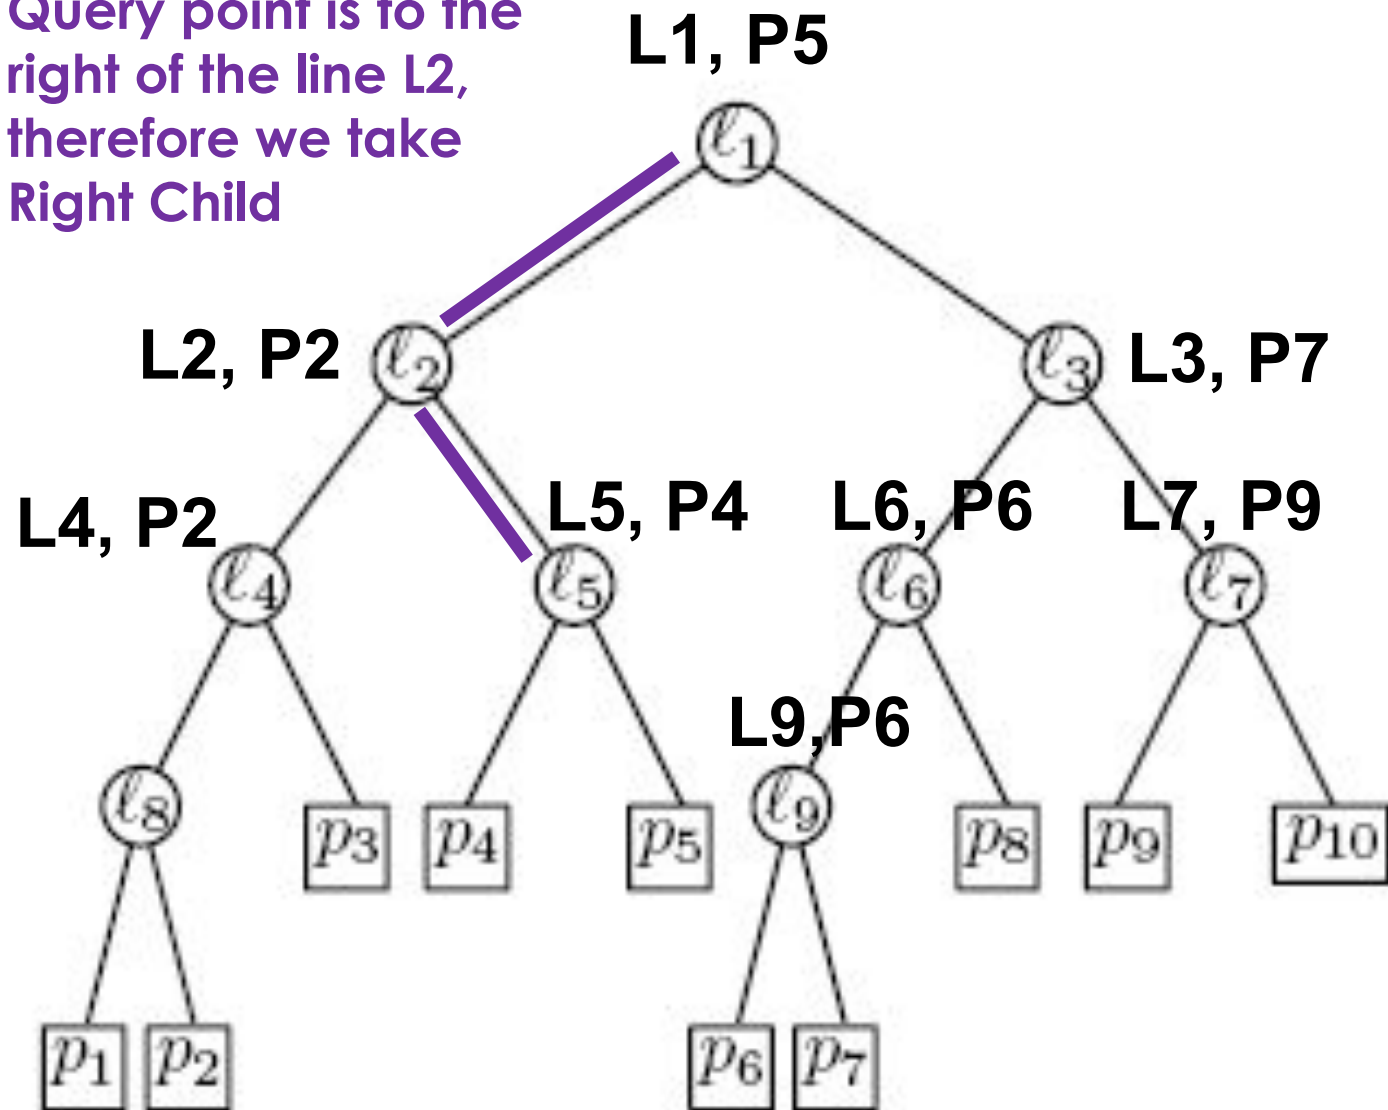 Query point is to the
right of the line L2,
therefore we take
Right Child
L1, P5
ℓ1
L2, P2
ℓ2
ℓ3
L3, P7
L4, P2
L5, P4
L6, P6
L7, P9
ℓ4
ℓ5
ℓ6
ℓ7
L9,P6
ℓ8
p3
p4
p5
ℓ9
p8
p9
p10
p1
p2
p6
p7